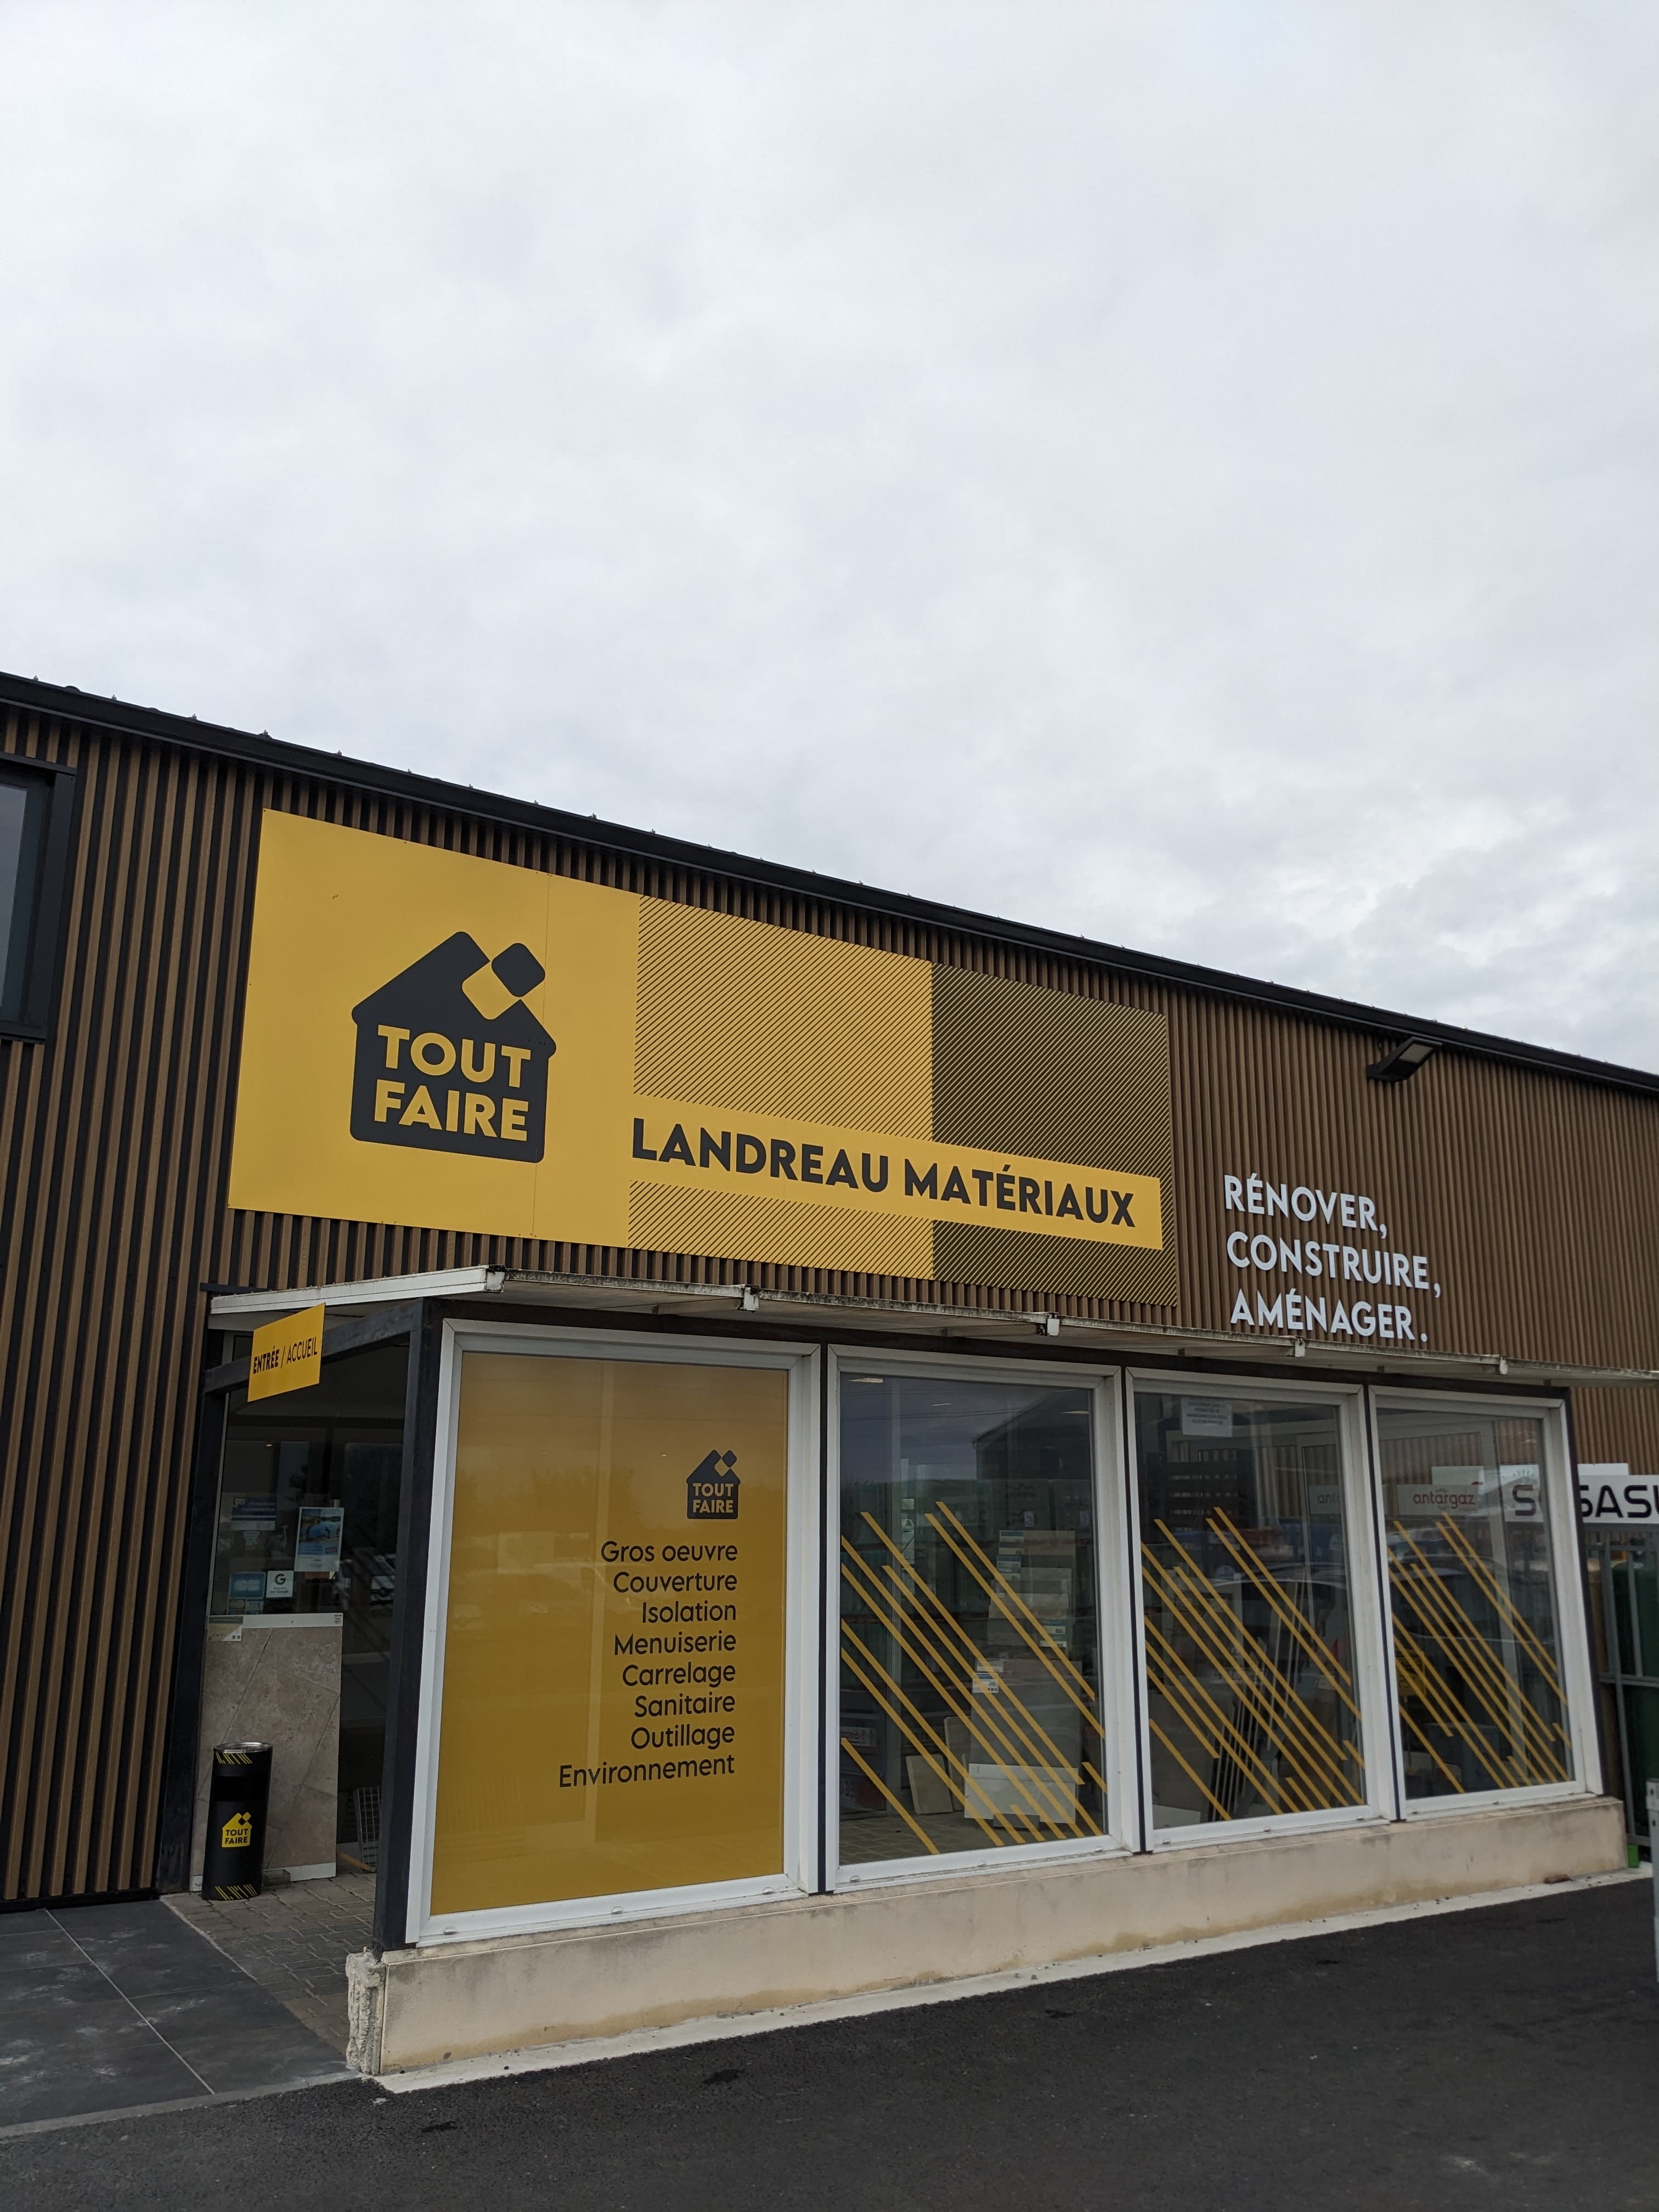 TOUT
FAIRE
LANDREAU MATÉRIAUX
RÉNOVER,
CONSTRUIRE,
AMÉNAGER.
ENTRÉE / ACCUEIL
TOUT
FAIRE
Gros oeuvre
Couverture
Isolation
Menuiserie
Carrelage
Sanitaire
Outillage
Environnement
antargaz
G
TOUT
FAIRE